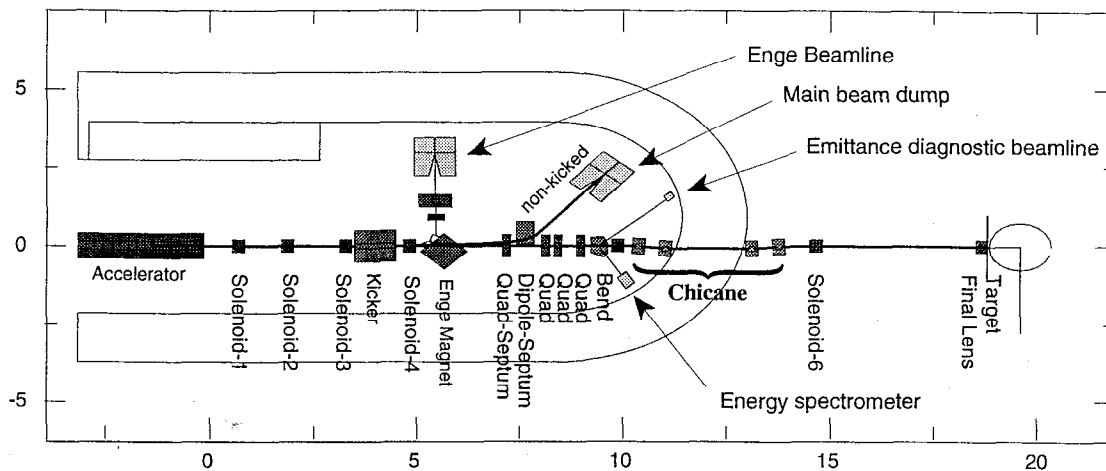 Enge Beamline
Main beam dump
Emittance diagnostic beamline
non-kicked
5
0
-5
Accelerator
Solenoid-1
Solenoid-2
Solenoid-3
Kicker
Solenoid-4
Enge Magnet
Quad-Septum
Dipole-Septum
Quad
Quad
Quad
Bend
Chicane
Solenoid-6
Final Lens
Target
Energy spectrometer
0
5
10
15
20